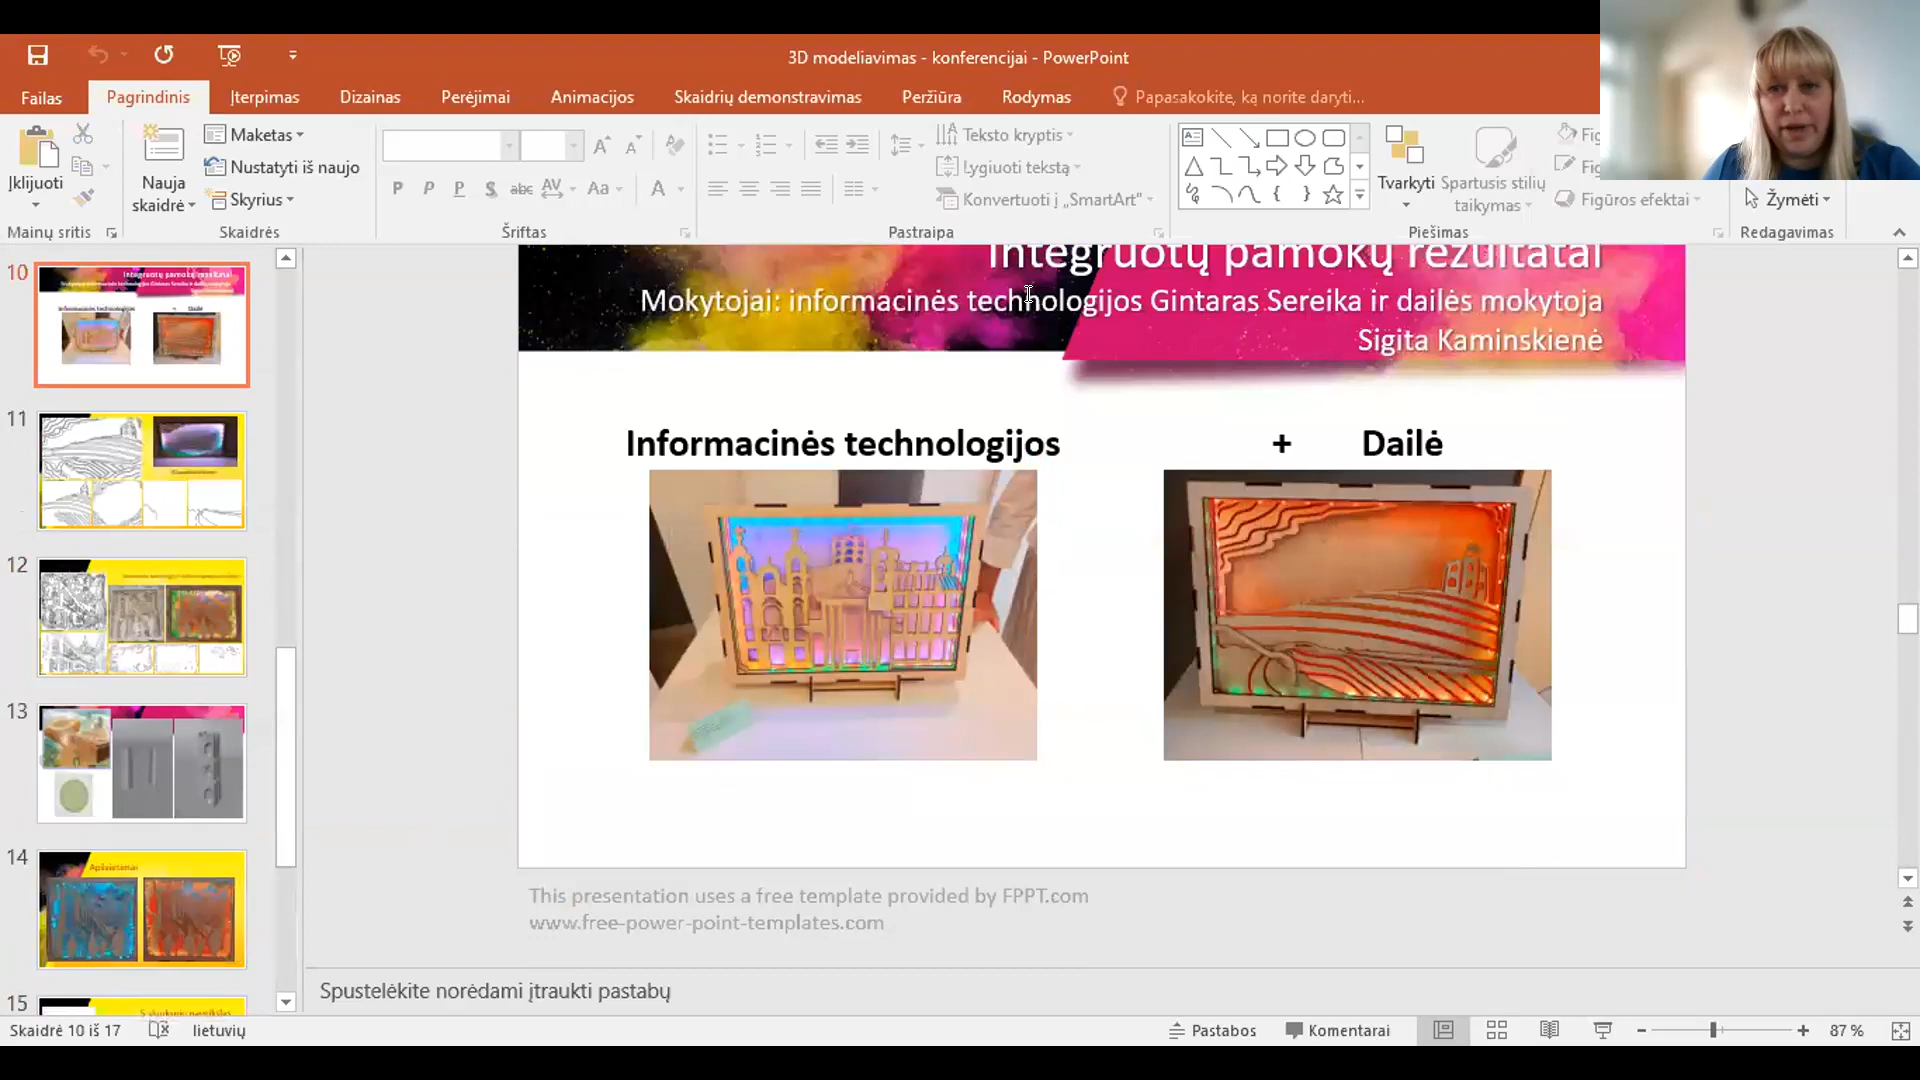 3D modeliavimas - konferencijai - PowerPoint
Failas Pagrindinis Įterpimas Dizainas Perėjimai Animacijos Skaidrių demonstravimas Peržiūra Rodymas Papasakokite, ką norite daryti...
Įklijuoti
Nauja skaidrė
Maketas
Nustatyti iš naujo
Skyrius
Teksto kryptis
Lygiuoti tekstą
Konvertuoti į „SmartArt"
Tvarkyti
Spartusis stilių taikymas
Fig
Fig
Figūros efektai
Žymėti
Mainų sritis Skaidrės Šriftas Pastraipa Piešimas Redagavimas
10
11
12
13
14
Apšvietimai
15
Integruotų pamokų rezultatai
Mokytojai: informacinės technologijos Gintaras Sereika ir dailės mokytoja
Sigita Kaminskienė
Informacinės technologijos + Dailė
This presentation uses a free template provided by FPPT.com
www.free-power-point-templates.com
Spustelėkite norėdami įtraukti pastabų
Skaidrė 10 iš 17 lietuvių Pastabos Komentarai 87 %